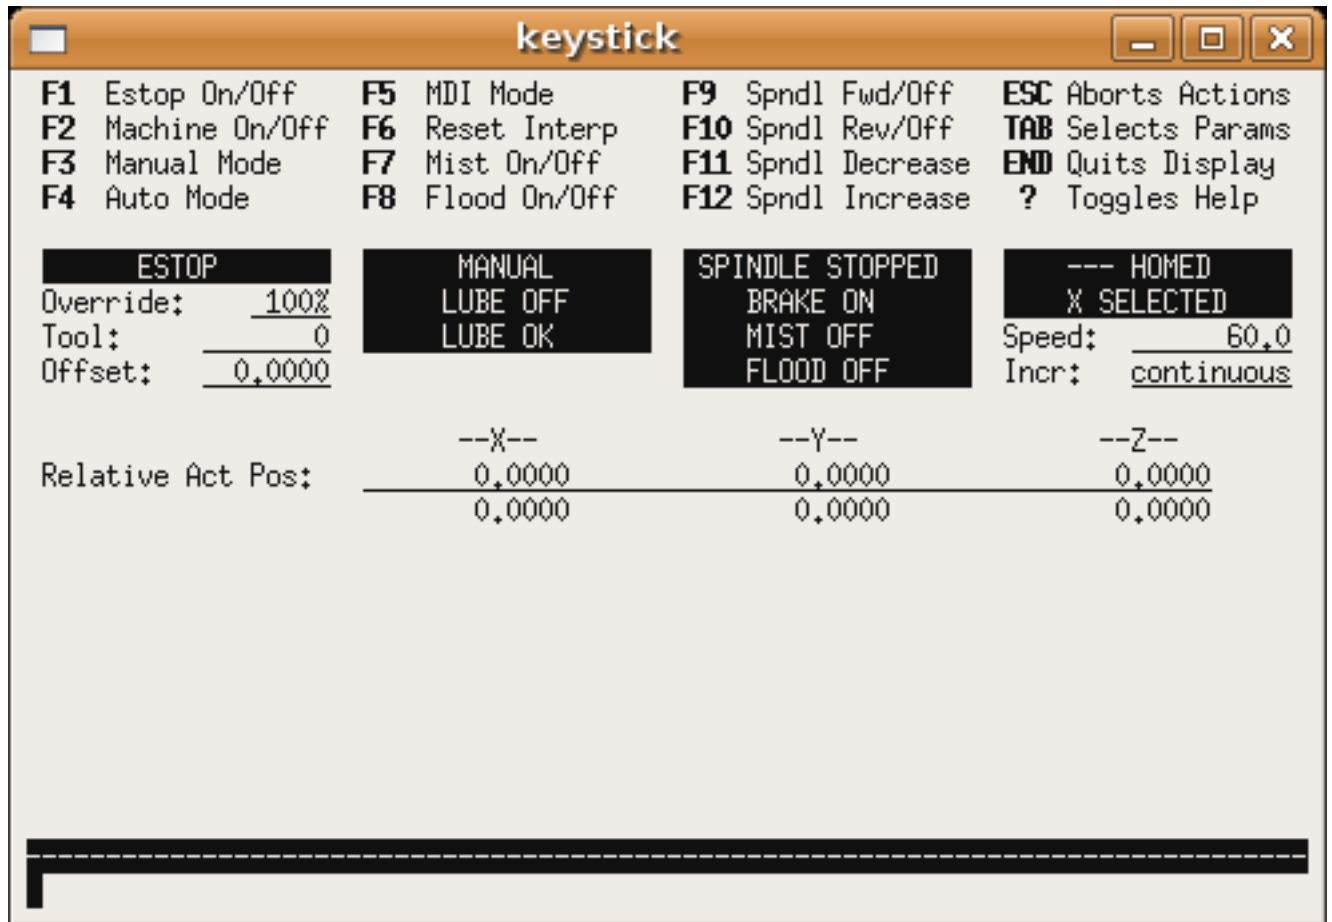 keystick
F1 Estop On/Off F5 MDI Mode F9 Spndl Fwd/Off ESC Aborts Actions
F2 Machine On/Off F6 Reset Interp F10 Spndl Rev/Off TAB Selects Params
F3 Manual Mode F7 Mist On/Off F11 Spndl Decrease END Quits Display
F4 Auto Mode F8 Flood On/Off F12 Spndl Increase ? Toggles Help
ESTOP MANUAL SPINDLE STOPPED --- HOMED
Override: 100% LUBE OFF BRAKE ON X SELECTED
Tool: 0 LUBE OK MIST OFF Speed: 60.0
Offset: 0.0000 FLOOD OFF Incr: continuous
--X-- --Y-- --Z--
Relative Act Pos: 0.0000 0.0000 0.0000
0.0000 0.0000 0.0000
--------------------------------------------------------------------------------